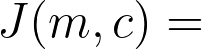 J(m, c) =